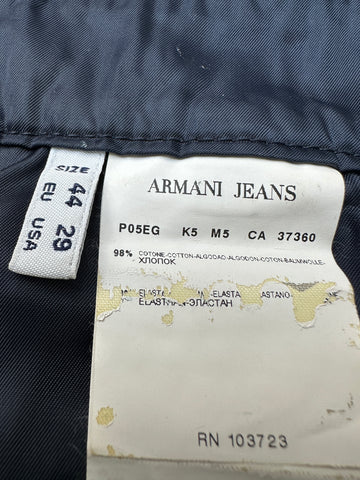 SIZE 44 29
EU USA
ARMANI JEANS
P05EG K5 M5 CA 37360
98% COTONE-COTTON-ALGODAO-ALGODON-COTON-BAUMWOLLE-
ХЛОПОК
ELASTAN-ЭЛАСТАН
RN 103723